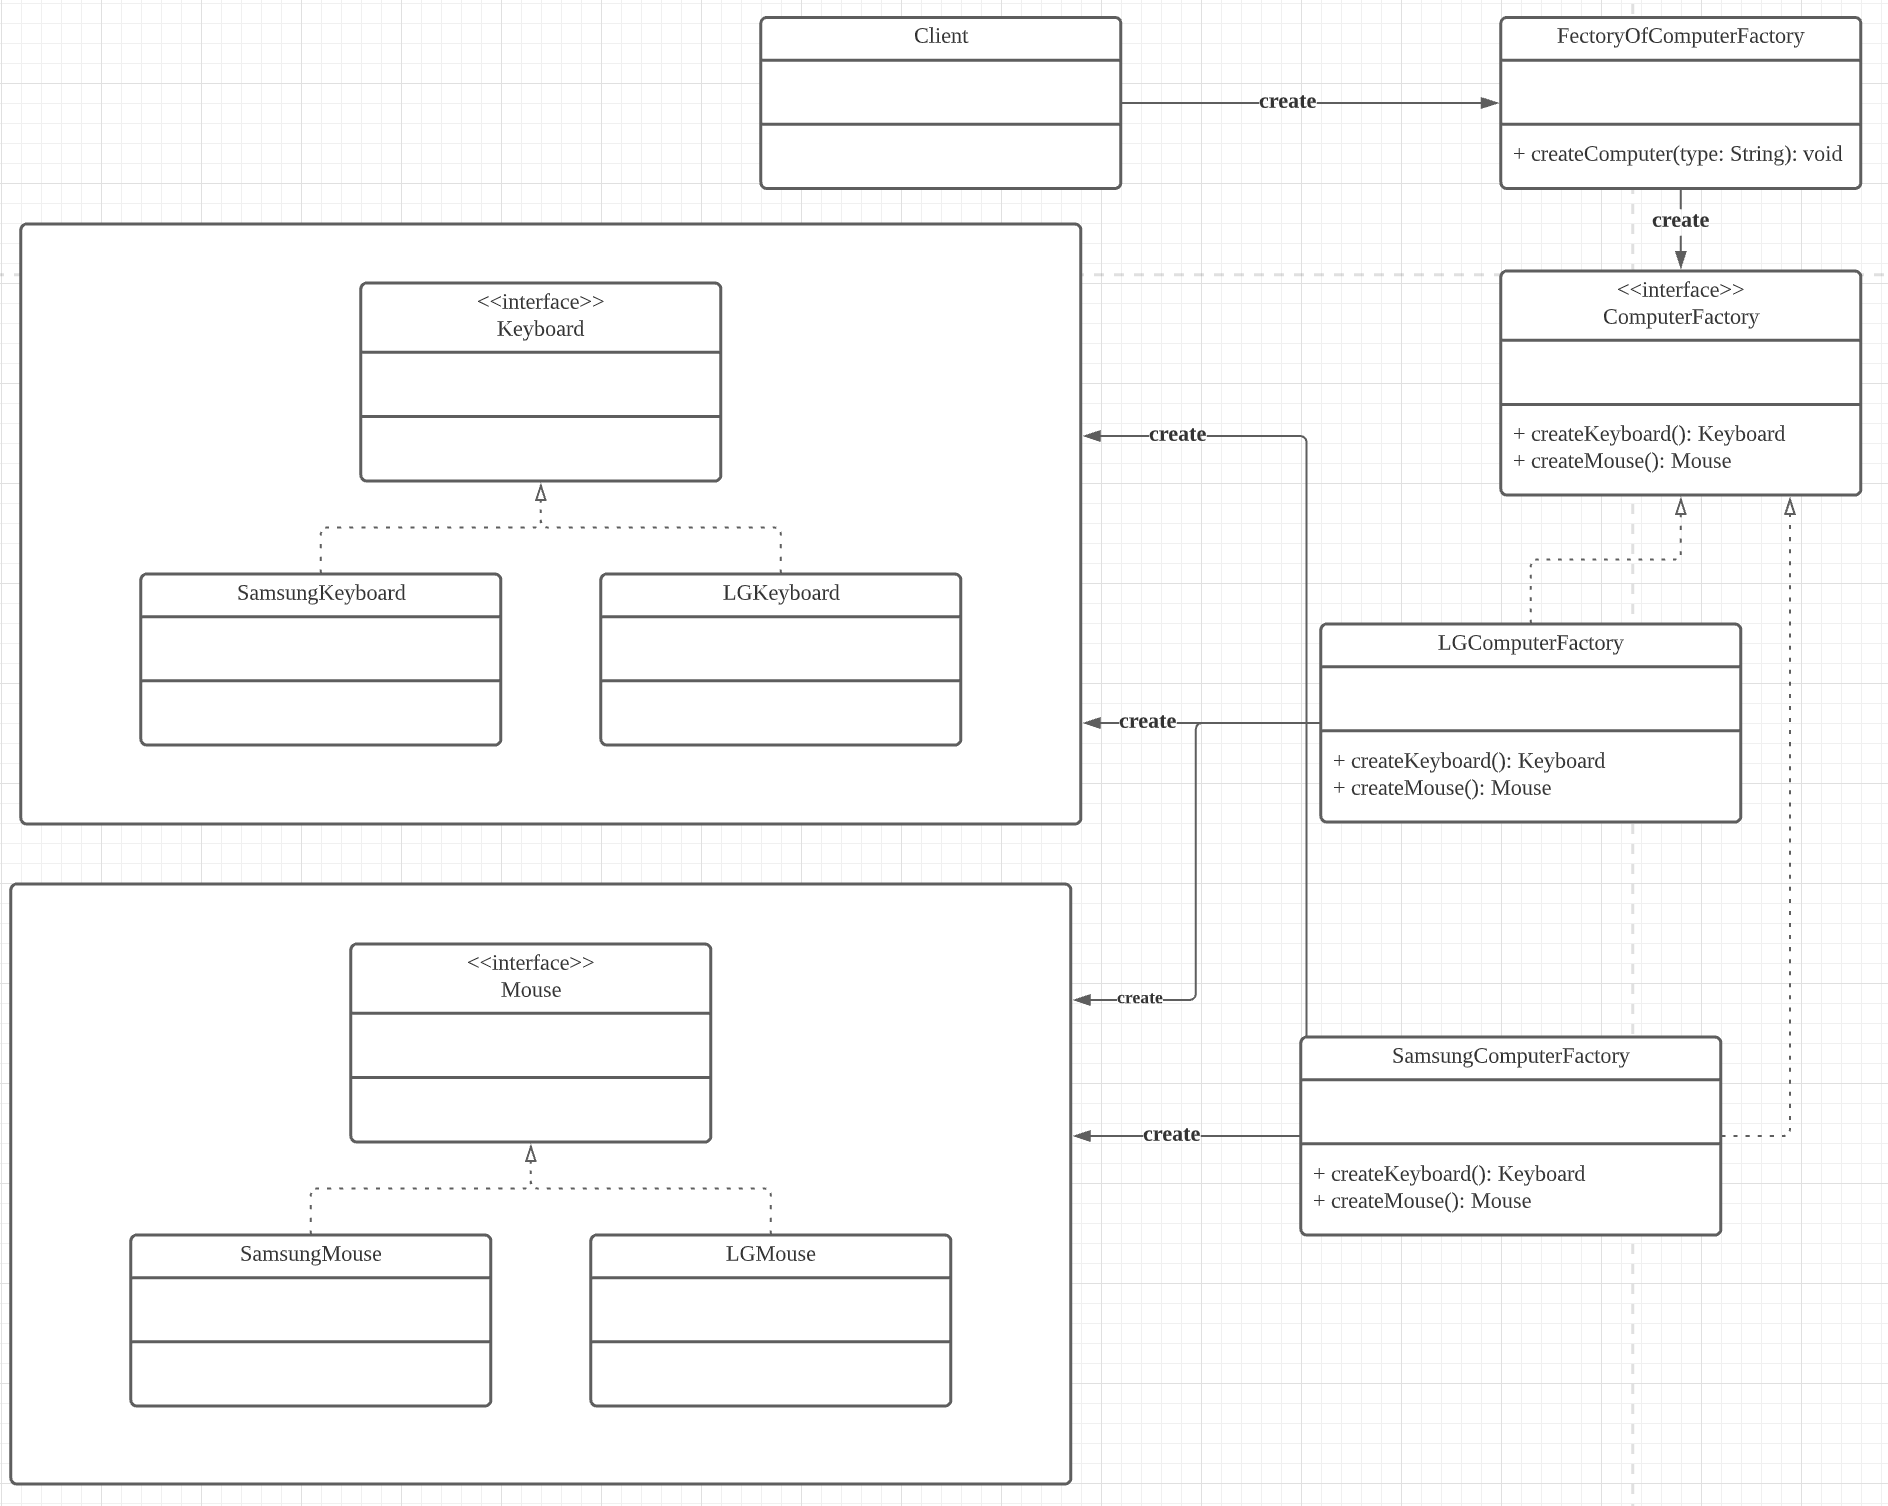 Client
FectoryOfComputerFactory
create
+ createComputer(type: String): void
create
<<interface>>
Keyboard
<<interface>>
ComputerFactory
create
+ createKeyboard(): Keyboard
+ createMouse(): Mouse
SamsungKeyboard
LGKeyboard
LGComputerFactory
create
+ createKeyboard(): Keyboard
+ createMouse(): Mouse
<<interface>>
Mouse
create
SamsungComputerFactory
create
+ createKeyboard(): Keyboard
+ createMouse(): Mouse
SamsungMouse
LGMouse